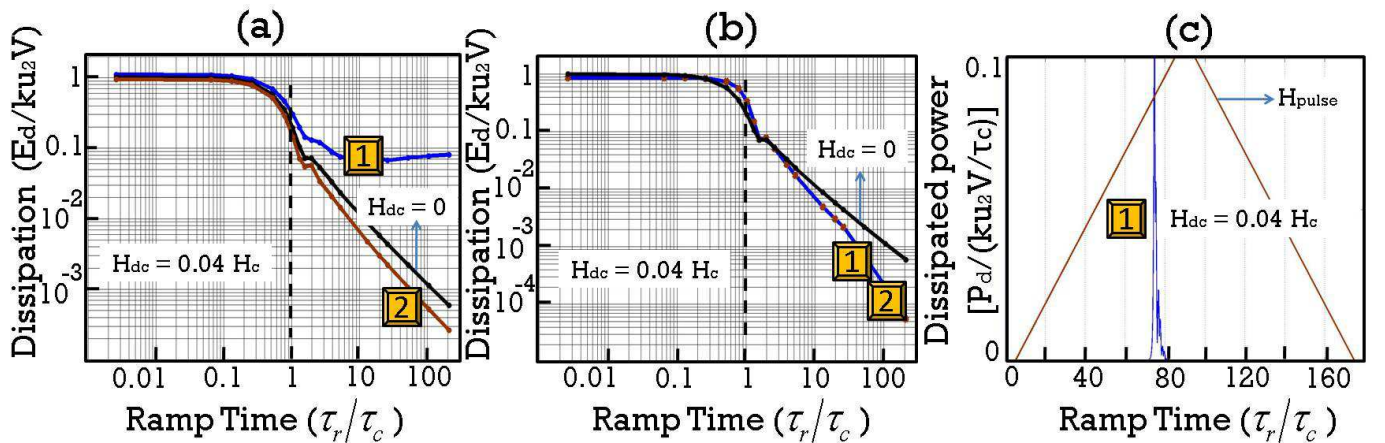 (a)
Dissipation (Ed/ku2V)
1
0.1
10-2
10-3
1
Hdc = 0
Hdc = 0.04 Hc
2
0.01 0.1 1 10 100
Ramp Time (τr/τc)
(b)
Dissipation (Ed/ku2V)
1
0.1
10-2
10-3
10-4
Hdc = 0
Hdc = 0.04 Hc
1
2
0.01 0.1 1 10 100
Ramp Time (τr/τc)
(c)
Dissipated power
[Pd/(ku2V/τc)]
0.1
0
Hpulse
1
Hdc = 0.04 Hc
0 40 80 120 160
Ramp Time (τr/τc)